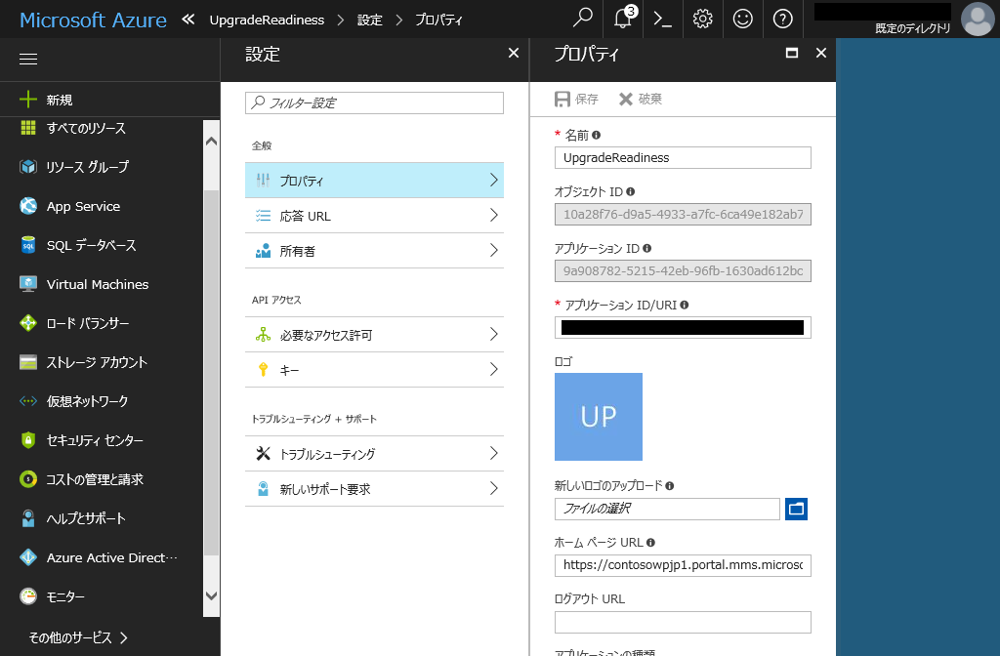 Microsoft Azure « UpgradeReadiness > 設定 > プロパティ
3
既定のディレクトリ
新規
すべてのリソース
リソース グループ
App Service
SQL データベース
Virtual Machines
ロード バランサー
ストレージ アカウント
仮想ネットワーク
セキュリティ センター
コストの管理と請求
ヘルプとサポート
Azure Active Direct…
モニター
その他のサービス >
設定
フィルター設定
全般
プロパティ
応答 URL
所有者
API アクセス
必要なアクセス許可
キー
トラブルシューティング + サポート
トラブルシューティング
新しいサポート要求
プロパティ
保存 破棄
* 名前
UpgradeReadiness
オブジェクト ID
10a28f76-d9a5-4933-a7fc-6ca49e182ab7
アプリケーション ID
9a908782-5215-42eb-96fb-1630ad612bc
* アプリケーション ID/URI
ロゴ
UP
新しいロゴのアップロード
ファイルの選択
ホーム ページ URL
https://contosowpjp1.portal.mms.microsc
ログアウト URL
アプリケーションの種類